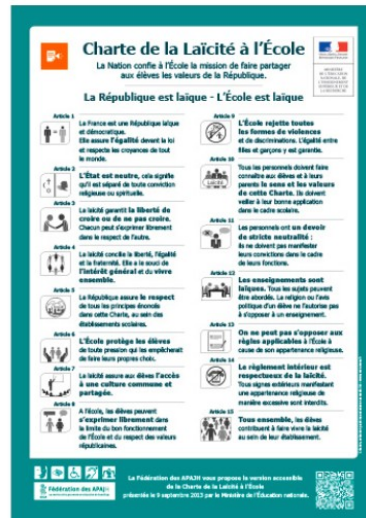 Charte de la Laïcité à l'École
La Nation confie à l'École la mission de faire partager
aux élèves les valeurs de la République.
La République est laïque - L'École est laïque
Article 1
La France est une République laïque
et démocratique.
Elle assure l'égalité devant la loi
et respecte les croyances de tout
le monde.
Article 2
L'État est neutre, cela signifie
qu'il est séparé de toute conviction
religieuse ou spirituelle.
Article 3
La laïcité garantit la liberté de
croire ou de ne pas croire.
Chacun peut s'exprimer librement
dans le respect de l'autre.
Article 4
La laïcité concilie la liberté, l'égalité
et la fraternité. Elle a le souci de
l'intérêt général et du vivre
ensemble.
Article 5
La République assure le respect
de tous les principes énoncés
dans cette Charte, au sein des
établissements scolaires.
Article 6
L'École protège les élèves
de toute pression qui les empêcherait
de faire leurs propres choix.
Article 7
La laïcité assure aux élèves l'accès
à une culture commune et
partagée.
Article 8
A l'école, les élèves peuvent
s'exprimer librement dans
la limite du bon fonctionnement
de l'École et du respect des valeurs
républicaines.
Article 9
L'École rejette toutes
les formes de violences
et de discriminations. L'égalité entre
filles et garçons y est garantie.
Article 10
Tous les personnels doivent faire
connaître aux élèves et à leurs
parents le sens et les valeurs
de cette Charte. Ils doivent
veiller à leur bonne application
dans le cadre scolaire.
Article 11
Les personnels ont un devoir
de stricte neutralité :
ils ne doivent pas manifester
leurs convictions dans le cadre
de leurs fonctions.
Article 12
Les enseignements sont
laïques. Tous les sujets peuvent
être abordés. La religion ou l'avis
politique d'un élève ne l'autorise pas
à s'opposer à un enseignement.
Article 13
On ne peut pas s'opposer aux
règles applicables à l'École à
cause de son appartenance religieuse.
Article 14
Le règlement intérieur est
respectueux de la laïcité.
Tous signes extérieurs manifestant
une appartenance religieuse de
manière excessive sont interdits.
Article 15
Tous ensemble, les élèves
contribuent à faire vivre la laïcité
au sein de leur établissement.
Fédération des APAJH
La Fédération des APAJH vous propose la version accessible
de la Charte de la Laïcité à l'École
présentée le 9 septembre 2013 par le Ministère de l'Éducation nationale.